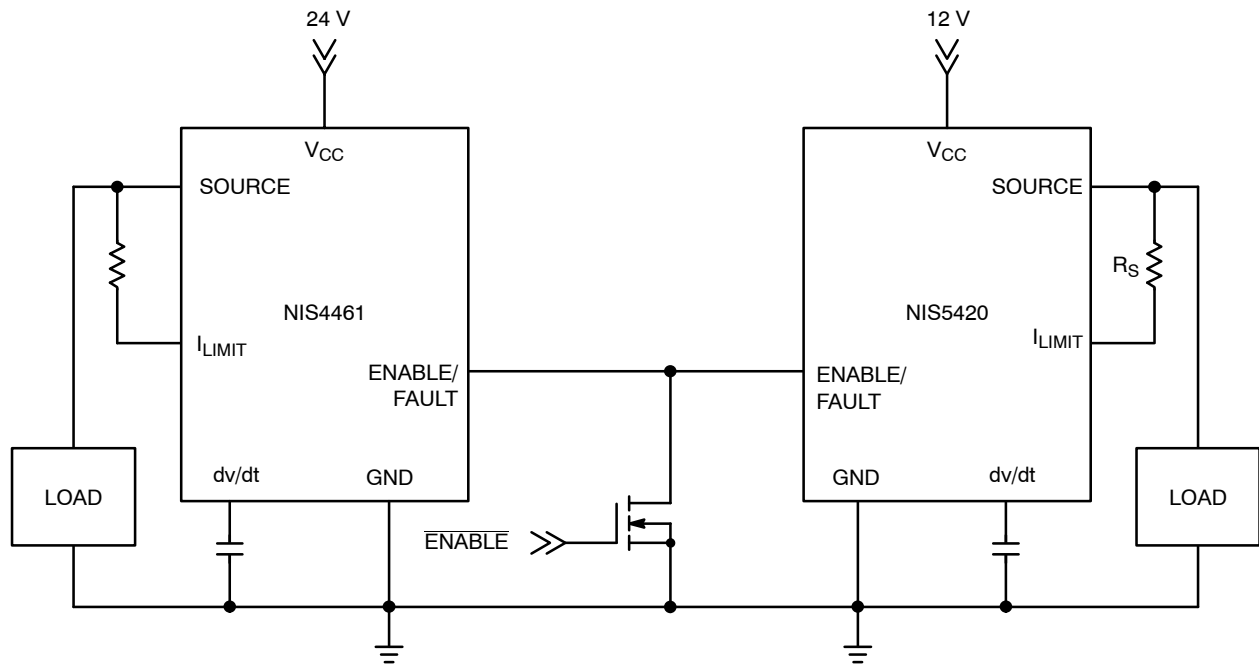 24 V
12 V
VCC
VCC
SOURCE
SOURCE
RS
NIS4461
NIS5420
ILIMIT
ILIMIT
ENABLE/
FAULT
ENABLE/
FAULT
dv/dt
GND
GND
dv/dt
LOAD
LOAD
ENABLE